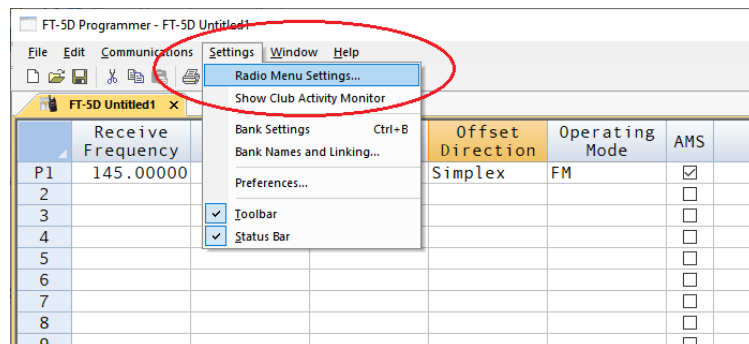 FT-5D Programmer - FT-5D Untitled1
File Edit Communications Settings Window Help
Radio Menu Settings...
Show Club Activity Monitor
Bank Settings Ctrl+B
Bank Names and Linking...
Preferences...
Toolbar
Status Bar
FT-5D Untitled1 x
Receive Frequency
Offset Direction
Operating Mode
AMS
P1 145.00000 Simplex FM
2
3
4
5
6
7
8
9